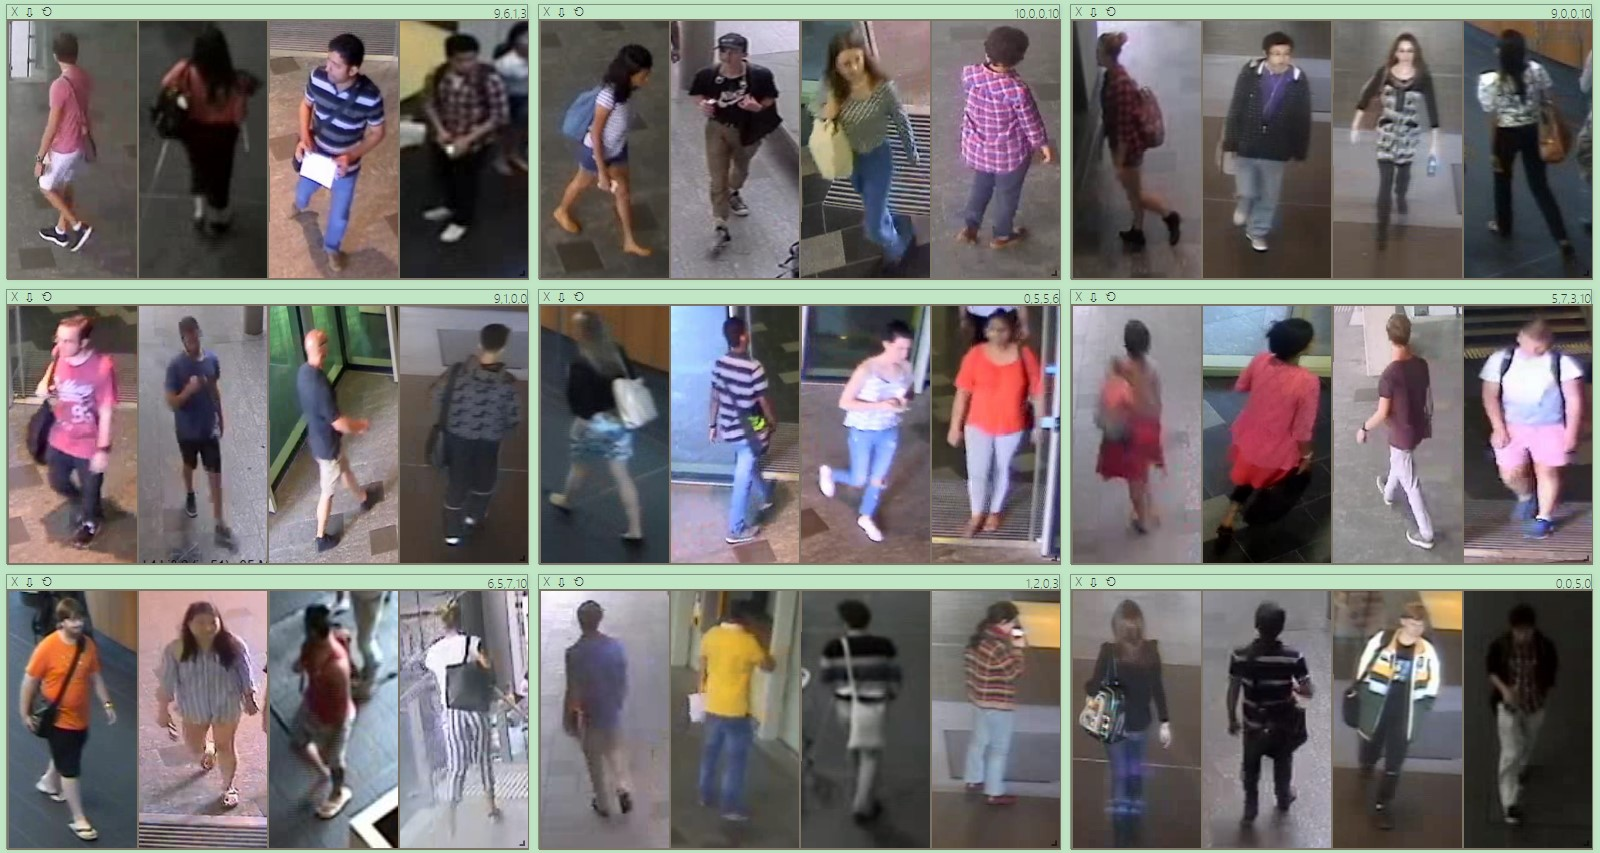 X ⇩ ⟲ 9,6,1,3
X ⇩ ⟲ 10,0,0,10
X ⇩ ⟲ 9,0,0,10
X ⇩ ⟲ 9,1,0,0
X ⇩ ⟲ 0,5,5,6
X ⇩ ⟲ 5,7,3,10
X ⇩ ⟲ 6,5,7,10
X ⇩ ⟲ 1,2,0,3
X ⇩ ⟲ 0,0,5,0